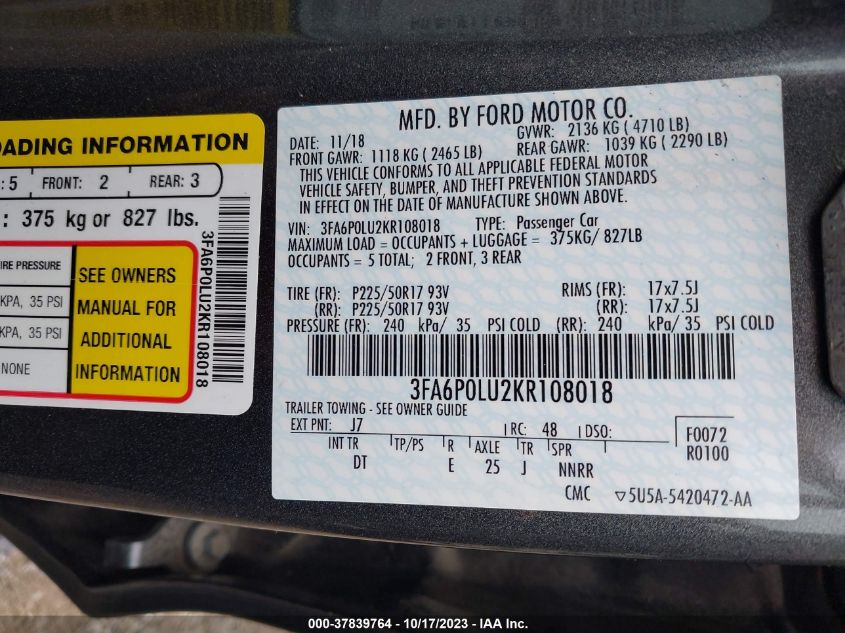 OADING INFORMATION
: 5 FRONT: 2 REAR: 3
: 375 kg or 827 lbs.
IRE PRESSURE
KPA, 35 PSI
KPA, 35 PSI
NONE
SEE OWNERS
MANUAL FOR
ADDITIONAL
INFORMATION
3FA6P0LU2KR108018
MFD. BY FORD MOTOR CO.
DATE: 11/18 GVWR: 2136 KG ( 4710 LB)
FRONT GAWR: 1118 KG ( 2465 LB) REAR GAWR: 1039 KG ( 2290 LB)
THIS VEHICLE CONFORMS TO ALL APPLICABLE FEDERAL MOTOR
VEHICLE SAFETY, BUMPER, AND THEFT PREVENTION STANDARDS
IN EFFECT ON THE DATE OF MANUFACTURE SHOWN ABOVE.
VIN: 3FA6P0LU2KR108018 TYPE: Passenger Car
MAXIMUM LOAD = OCCUPANTS + LUGGAGE = 375KG/ 827LB
OCCUPANTS = 5 TOTAL; 2 FRONT, 3 REAR
TIRE (FR): P225/50R17 93V RIMS (FR): 17x7.5J
(RR): P225/50R17 93V (RR): 17x7.5J
PRESSURE (FR): 240 kPa/ 35 PSI COLD (RR): 240 kPa/ 35 PSI COLD
3FA6P0LU2KR108018
TRAILER TOWING - SEE OWNER GUIDE
EXT PNT: J7 RC: 48 DSO: F0072
INT TR TP/PS R AXLE TR SPR R0100
DT E 25 J NNRR
CMC ▽5U5A-5420472-AA
000-37839764 / 10/17/2023 - IAA Inc.